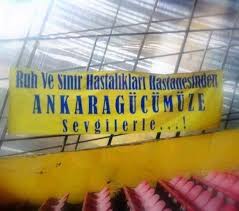 Ruh Ve Sinir Hastalıkları Hastanesinden
ANKARAGÜCÜMÜZE
Sevgilerle...!